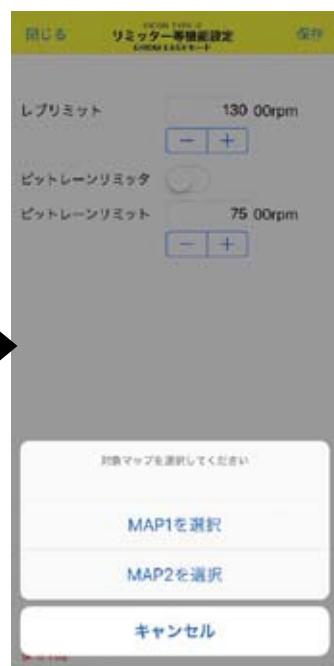 閉じる リミッター等機能設定 保存
レブリミット 130 00rpm
− +
ピットレーンリミッタ
ピットレーンリミット 75 00rpm
− +
対象マップを選択してください
MAP1を選択
MAP2を選択
キャンセル